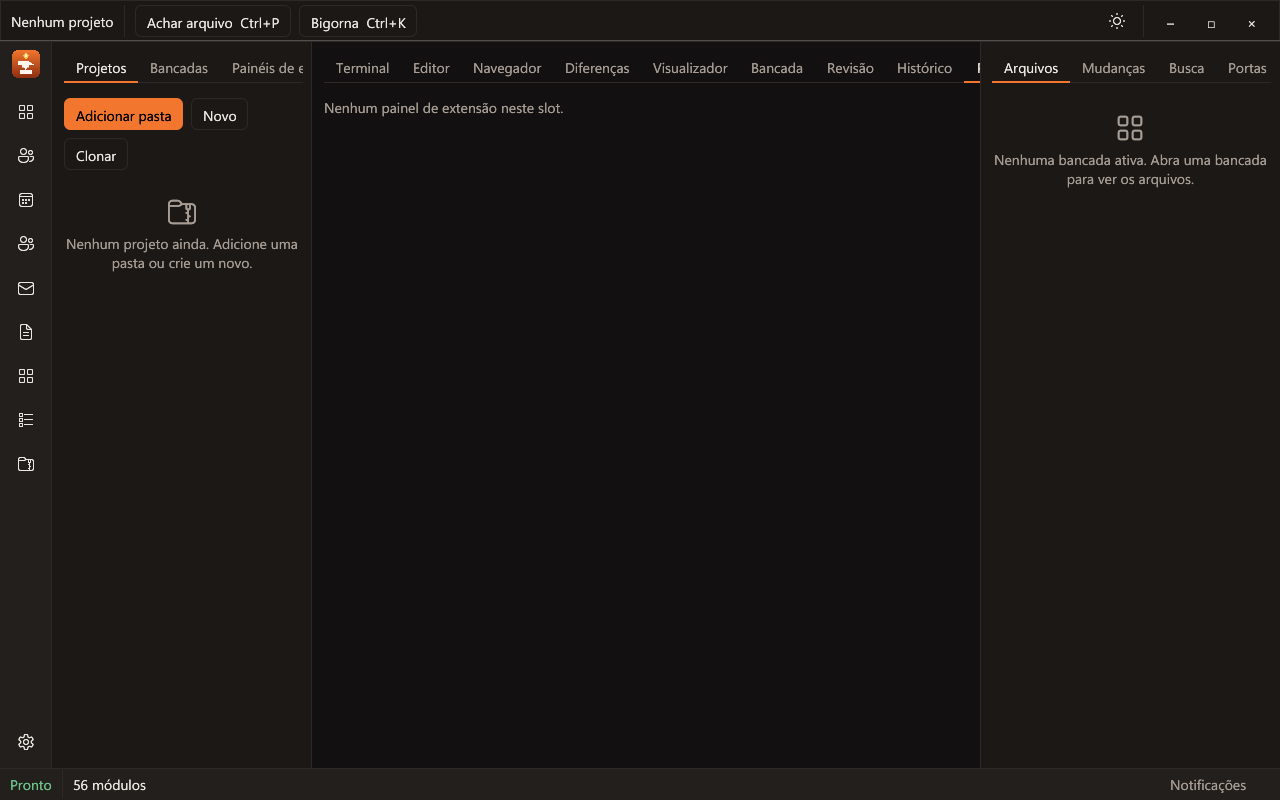 Nenhum projeto
Achar arquivo Ctrl+P
Bigorna Ctrl+K
Projetos Bancadas Painéis de e
Terminal Editor Navegador Diferenças Visualizador Bancada Revisão Histórico
Arquivos Mudanças Busca Portas
Adicionar pasta
Novo
Clonar
Nenhum projeto ainda. Adicione uma
pasta ou crie um novo.
Nenhum painel de extensão neste slot.
Nenhuma bancada ativa. Abra uma bancada
para ver os arquivos.
Pronto
56 módulos
Notificações